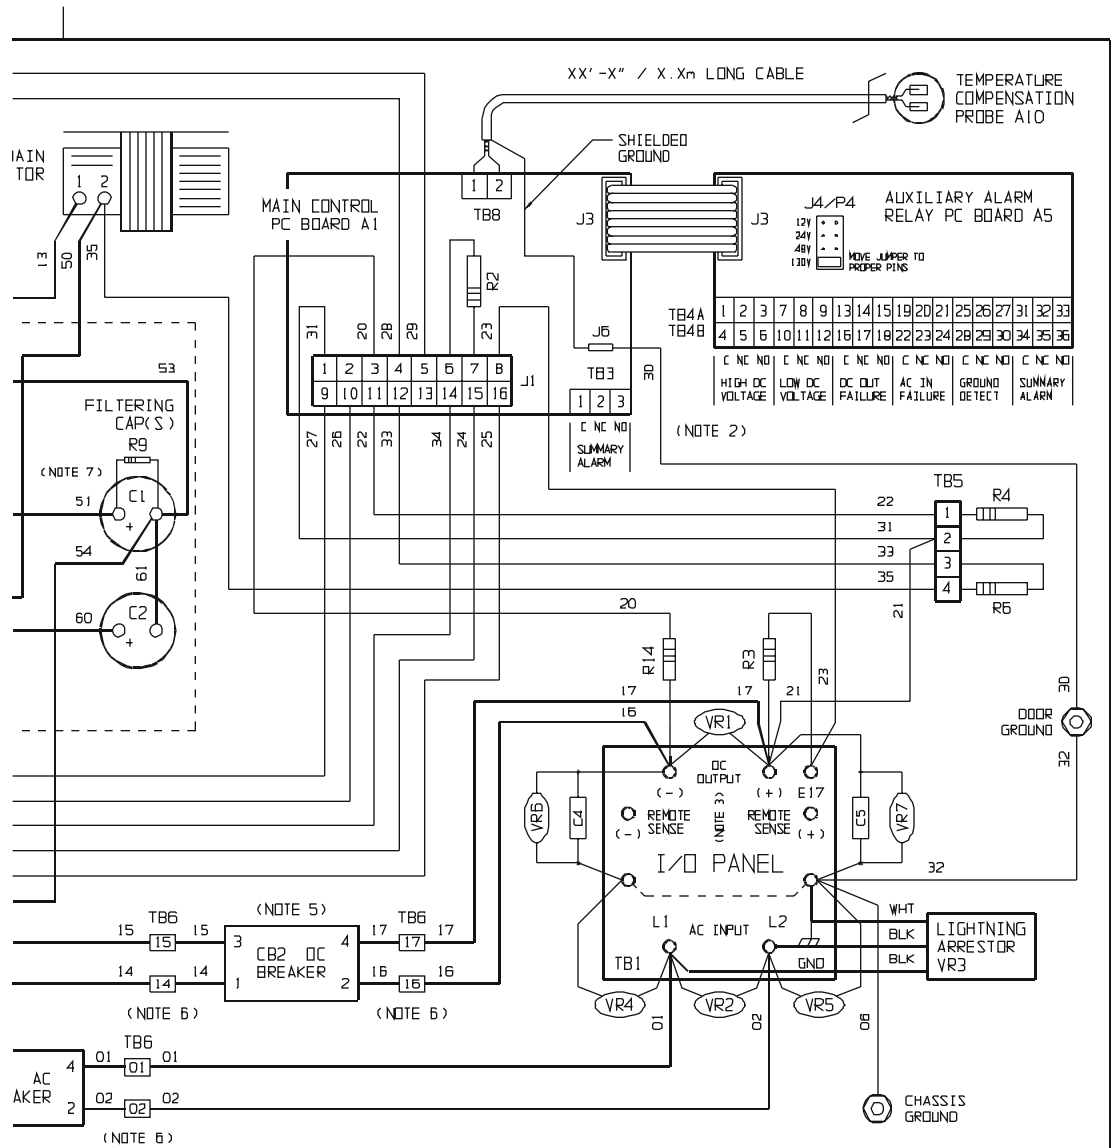 XX'-X" / X.Xm LONG CABLE
TEMPERATURE
COMPENSATION
PROBE A10
SHIELDED
GROUND
AIN
TOR
1 2
13
50
35
1 2
TB8
MAIN CONTROL
PC BOARD A1
J3
J3
J4/P4
12V
24V
48V
130V
MOVE JUMPER TO
PROPER PINS
AUXILIARY ALARM
RELAY PC BOARD A5
R2
31
20
28
29
23
1 2 3 4 5 6 7 8
9 10 11 12 13 14 15 16
J1
27
26
22
33
34
24
25
J6
30
TB3
1 2 3
C NC NO
SUMMARY
ALARM
TB4A
TB4B
1 2 3 7 8 9 13 14 15 19 20 21 25 26 27 31 32 33
4 5 6 10 11 12 16 17 18 22 23 24 28 29 30 34 35 36
C NC NO C NC NO C NC NO C NC NO C NC NO C NC NO
HIGH DC
VOLTAGE
LOW DC
VOLTAGE
DC OUT
FAILURE
AC IN
FAILURE
GROUND
DETECT
SUMMARY
ALARM
(NOTE 2)
53
FILTERING
CAP(S)
R9
(NOTE 7)
51
C1
+
54
61
60
C2
+
TB5
22
1
R4
31
2
33
3
35
4
R6
21
20
R14
R3
17
17
21
23
16
VR1
30
DOOR
GROUND
32
DC
OUTPUT
(-)
(+)
E17
(NOTE 3)
REMOTE
SENSE
(-)
REMOTE
SENSE
(+)
VR6
C4
C5
VR7
I/O PANEL
32
L1
AC INPUT
L2
TB1
GND
WHT
BLK
BLK
LIGHTNING
ARRESTOR
VR3
VR4
VR2
VR5
01
02
06
(NOTE 5)
15
TB6
15
15
3
CB2 DC
BREAKER
4
17
TB6
17
17
14
14
14
1
2
16
16
16
(NOTE 6)
(NOTE 6)
TB6
4
01
01
01
AC
AKER
2
02
02
02
(NOTE 6)
CHASSIS
GROUND